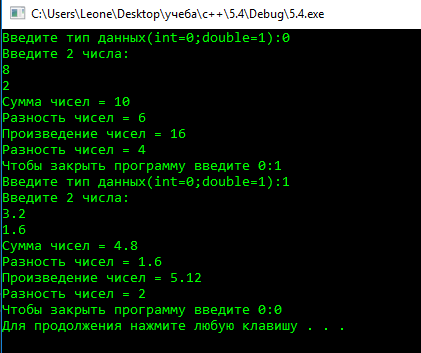 C:\Users\Leone\Desktop\учеба\c++\5.4\Debug\5.4.exe
Введите тип данных(int=0;double=1):0
Введите 2 числа:
8
2
Сумма чисел = 10
Разность чисел = 6
Произведение чисел = 16
Разность чисел = 4
Чтобы закрыть программу введите 0:1
Введите тип данных(int=0;double=1):1
Введите 2 числа:
3.2
1.6
Сумма чисел = 4.8
Разность чисел = 1.6
Произведение чисел = 5.12
Разность чисел = 2
Чтобы закрыть программу введите 0:0
Для продолжения нажмите любую клавишу . . .